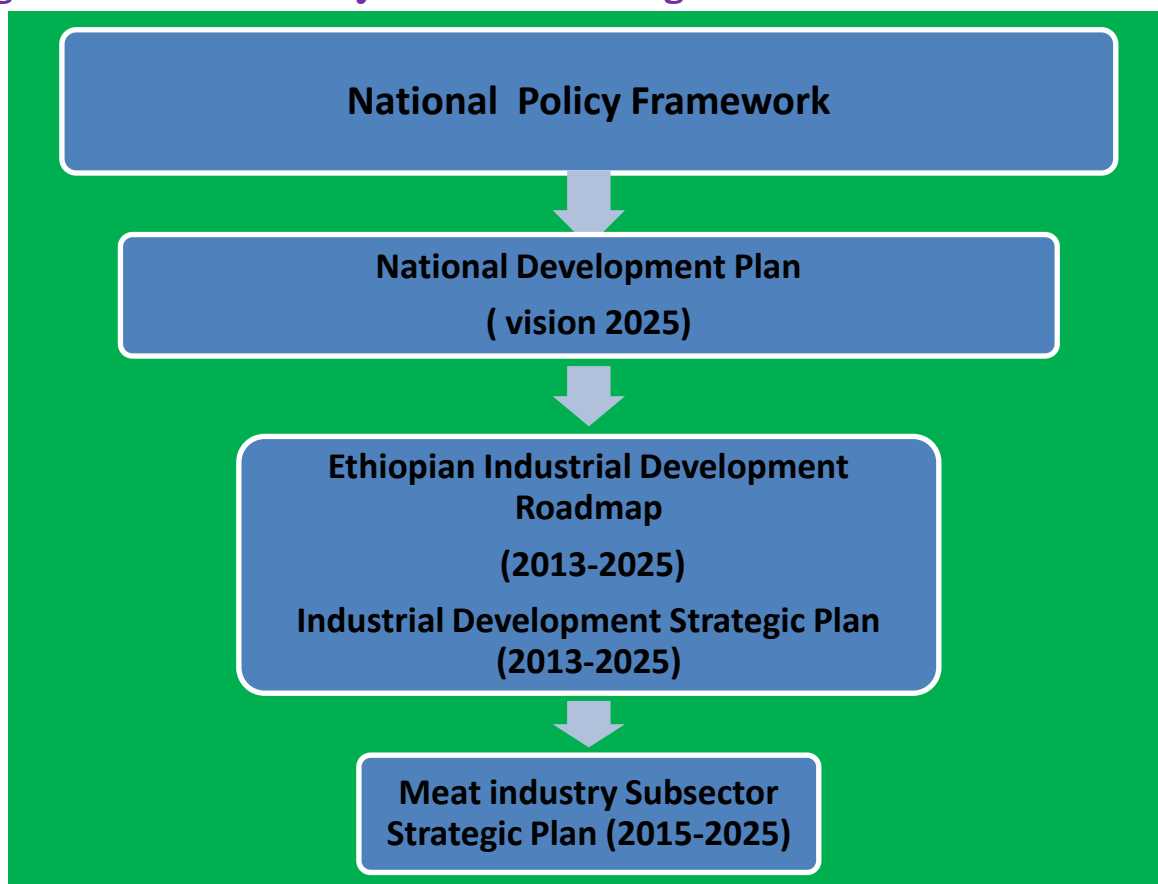 National  Policy Framework
National Development Plan
( vision 2025)
Ethiopian Industrial Development
Roadmap
(2013-2025)
Industrial Development Strategic Plan
(2013-2025)
Meat industry Subsector
Strategic Plan (2015-2025)